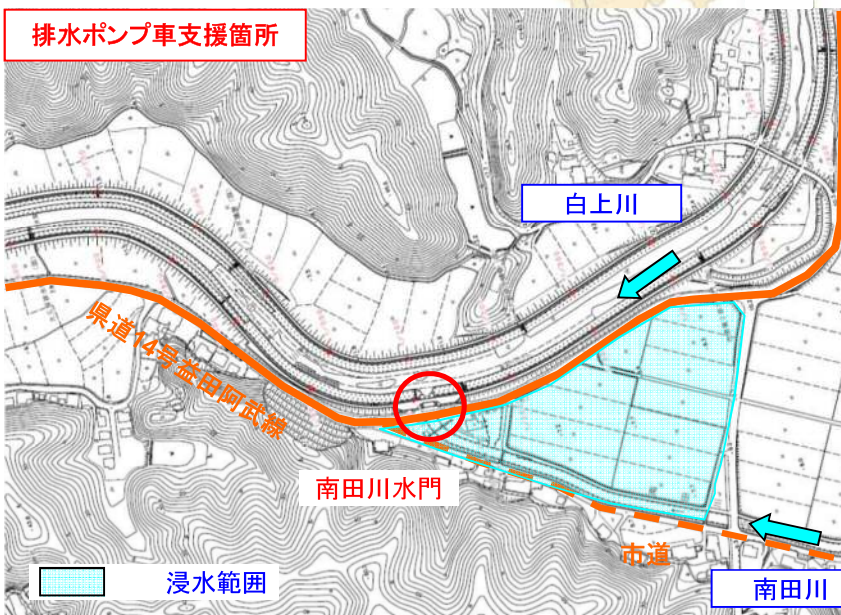 排水ポンプ車支援箇所
白上川
県道14号益田阿武線
南田川水門
市道
浸水範囲
南田川